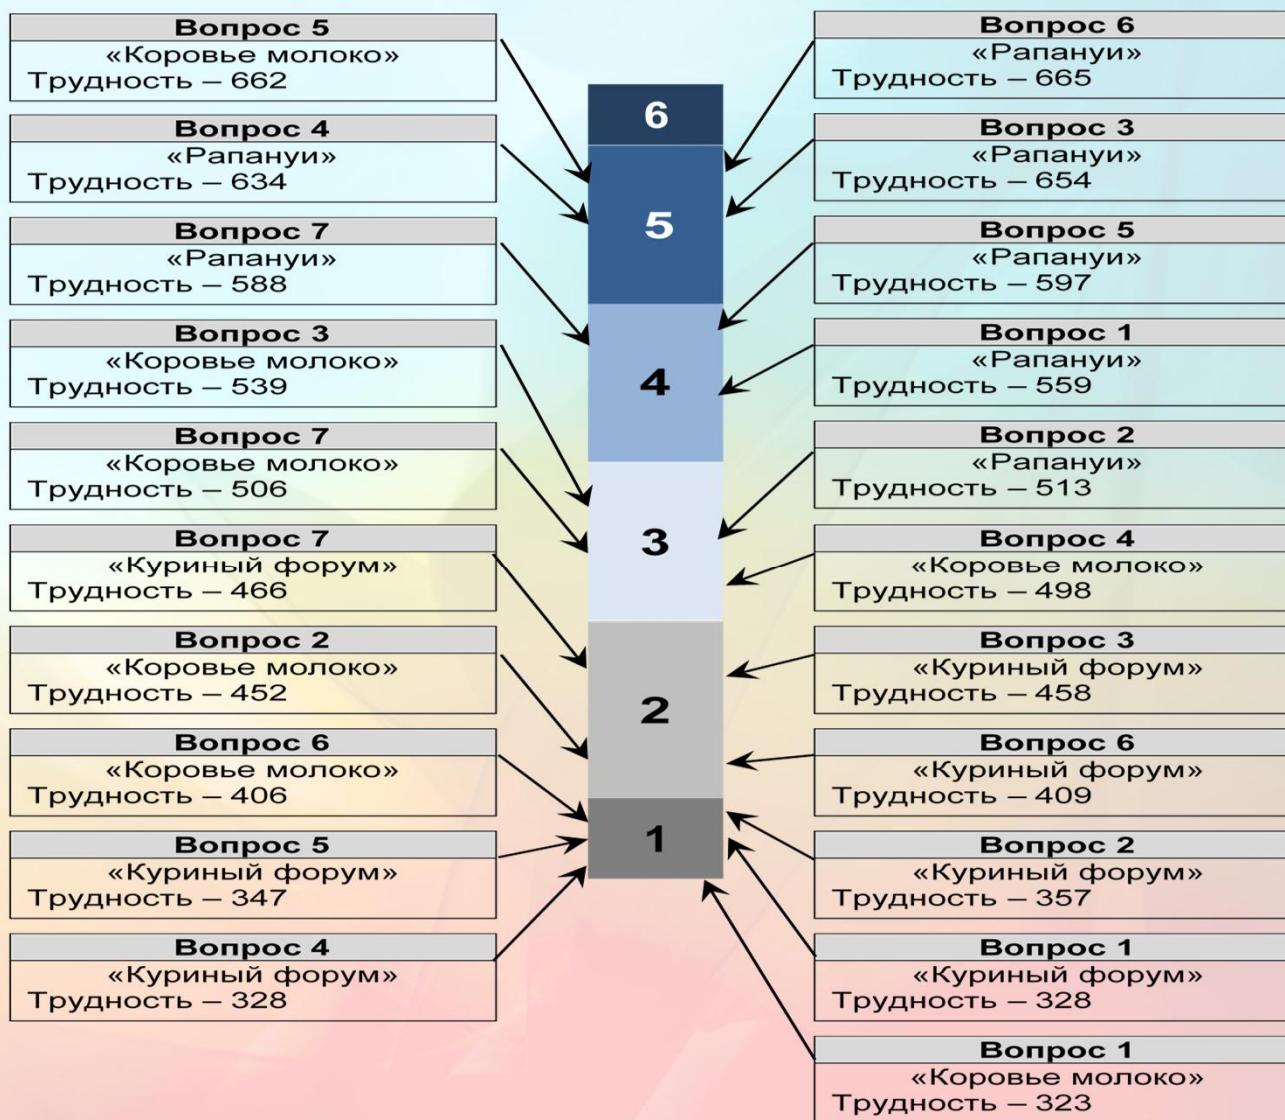 Вопрос 5
«Коровье молоко»
Трудность – 662
Вопрос 4
«Рапануи»
Трудность – 634
Вопрос 7
«Рапануи»
Трудность – 588
Вопрос 3
«Коровье молоко»
Трудность – 539
Вопрос 7
«Коровье молоко»
Трудность – 506
Вопрос 7
«Куриный форум»
Трудность – 466
Вопрос 2
«Коровье молоко»
Трудность – 452
Вопрос 6
«Коровье молоко»
Трудность – 406
Вопрос 5
«Куриный форум»
Трудность – 347
Вопрос 4
«Куриный форум»
Трудность – 328
6
5
4
3
2
1
Вопрос 6
«Рапануи»
Трудность – 665
Вопрос 3
«Рапануи»
Трудность – 654
Вопрос 5
«Рапануи»
Трудность – 597
Вопрос 1
«Рапануи»
Трудность – 559
Вопрос 2
«Рапануи»
Трудность – 513
Вопрос 4
«Коровье молоко»
Трудность – 498
Вопрос 3
«Куриный форум»
Трудность – 458
Вопрос 6
«Куриный форум»
Трудность – 409
Вопрос 2
«Куриный форум»
Трудность – 357
Вопрос 1
«Куриный форум»
Трудность – 328
Вопрос 1
«Коровье молоко»
Трудность – 323